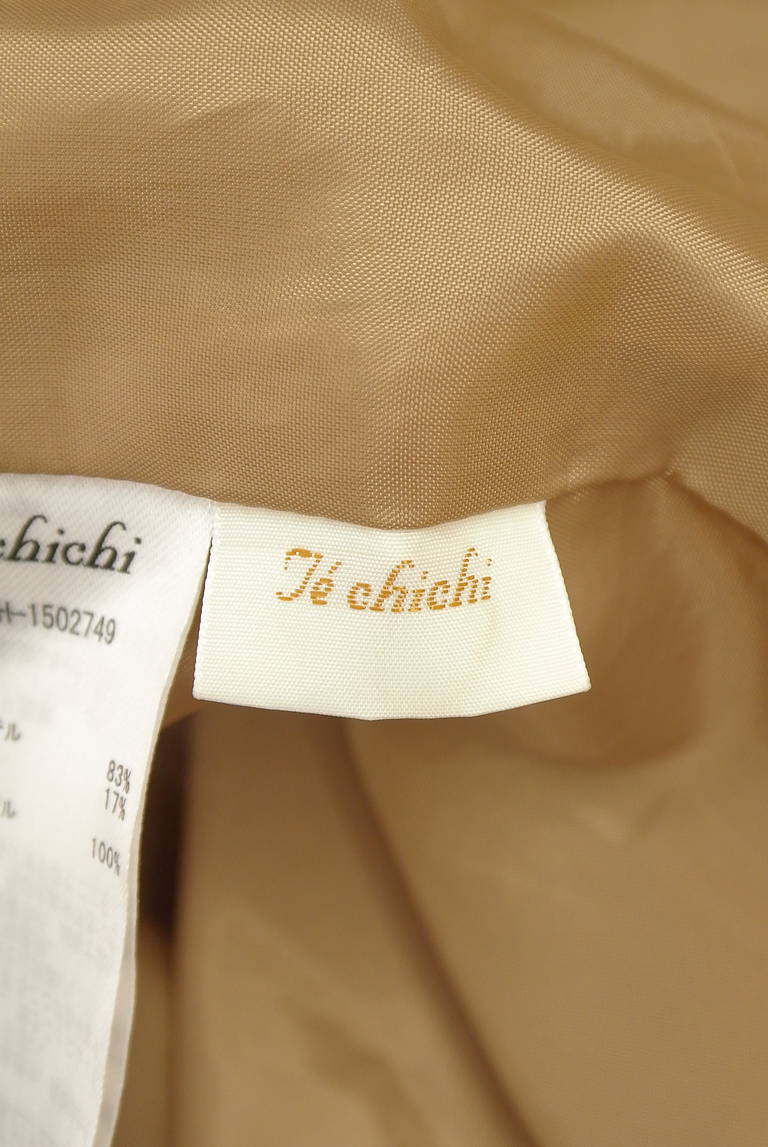 chichi
-1502749
ル
83%
17%
ル
100%
Té chichi